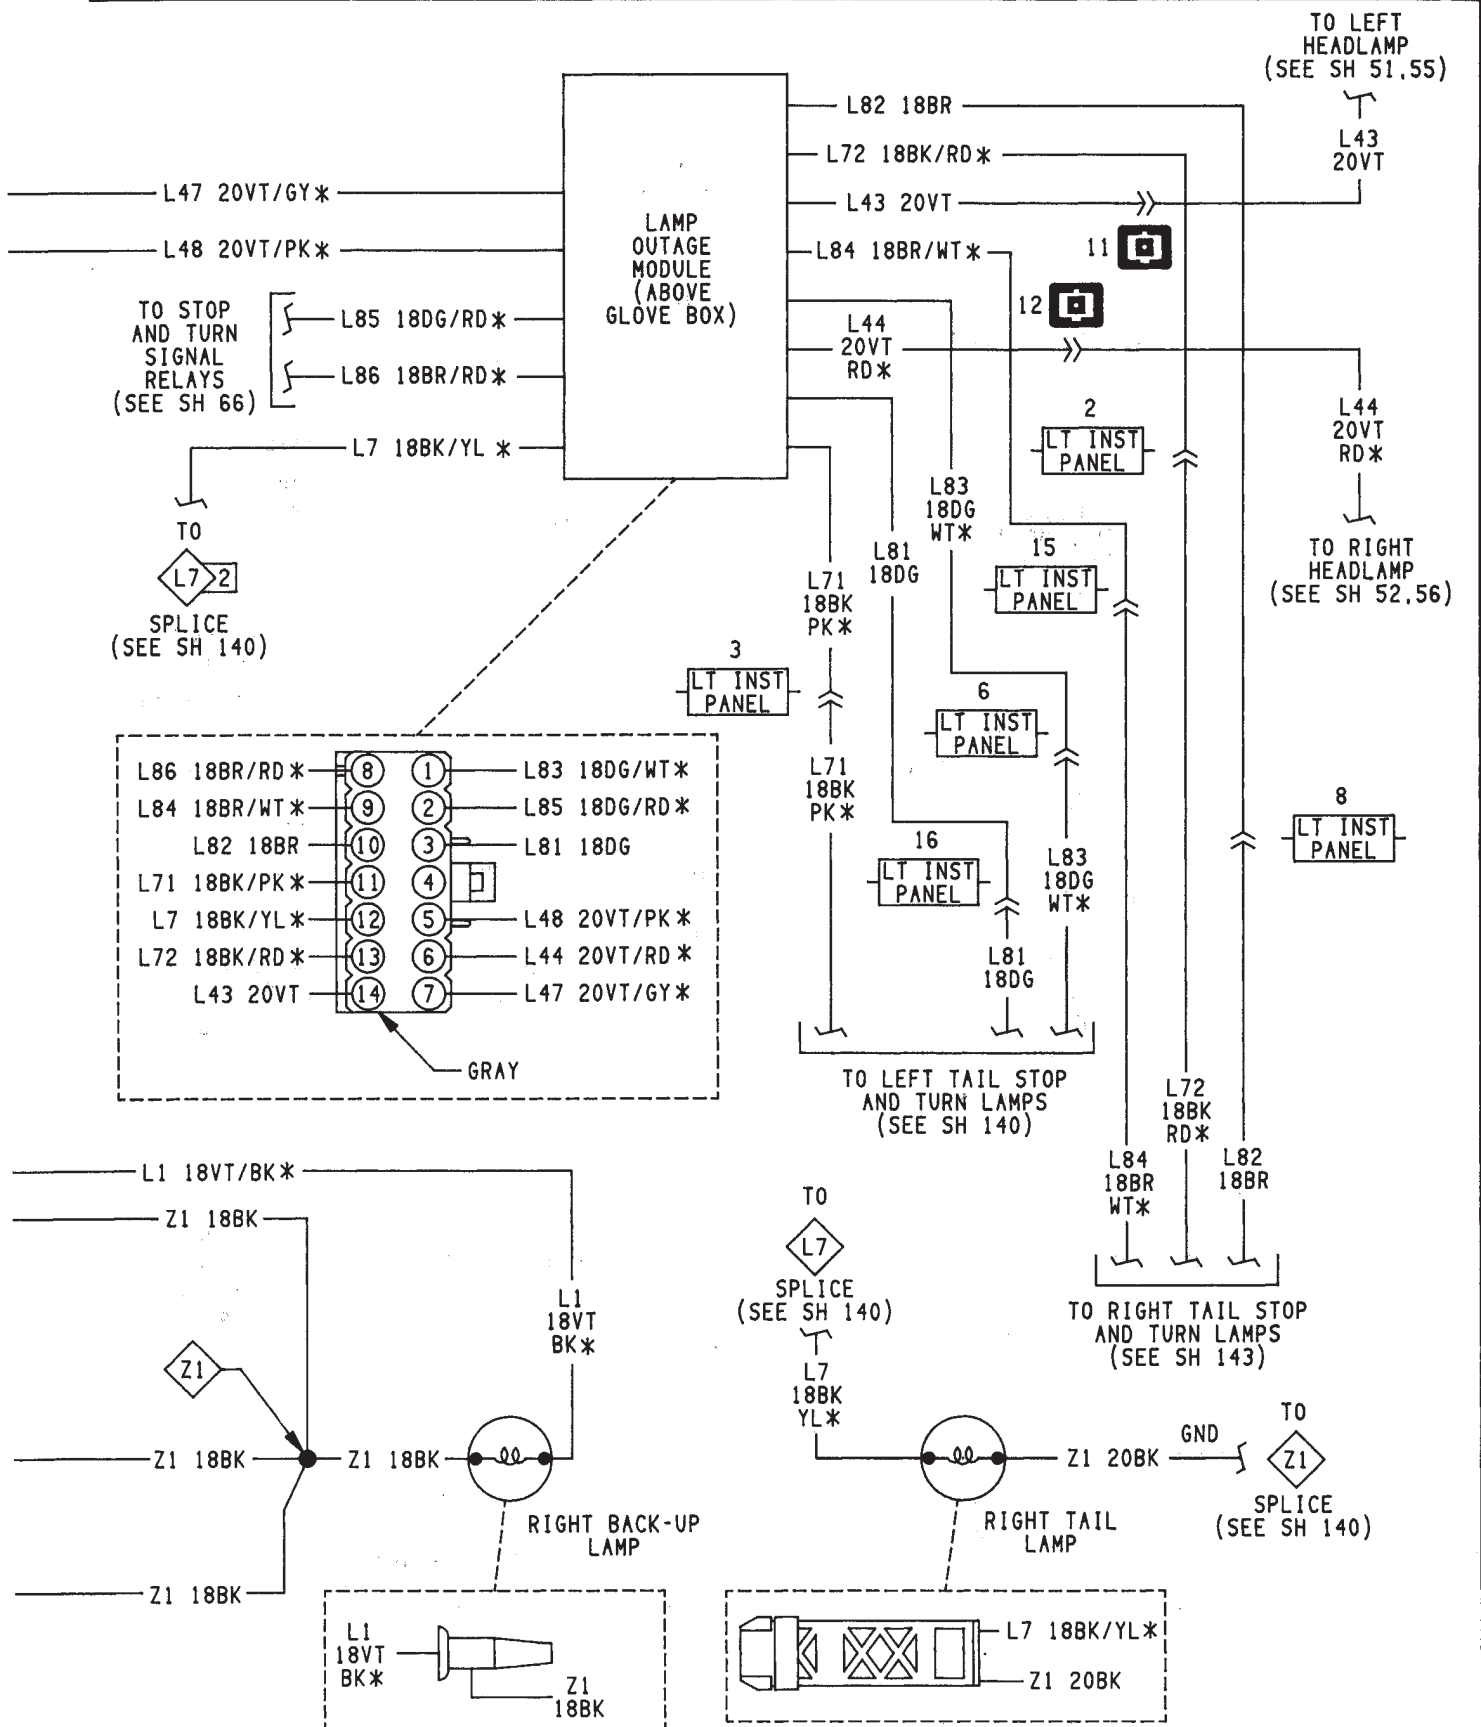 TO LEFT
HEADLAMP
(SEE SH 51,55)
L43
20VT
L82 18BR
L72 18BK/RD*
L43 20VT
L84 18BR/WT*
11
12
L44
20VT
RD*
LAMP
OUTAGE
MODULE
(ABOVE
GLOVE BOX)
L47 20VT/GY*
L48 20VT/PK*
TO STOP
AND TURN
SIGNAL
RELAYS
(SEE SH 66)
L85 18DG/RD*
L86 18BR/RD*
L7 18BK/YL *
TO
L7 2
SPLICE
(SEE SH 140)
2
LT INST
PANEL
L44
20VT
RD*
TO RIGHT
HEADLAMP
(SEE SH 52,56)
L83
18DG
WT*
L81
18DG
15
LT INST
PANEL
L71
18BK
PK*
3
LT INST
PANEL
6
LT INST
PANEL
L71
18BK
PK*
8
LT INST
PANEL
16
LT INST
PANEL
L83
18DG
WT*
L81
18DG
L86 18BR/RD* 8 1 L83 18DG/WT*
L84 18BR/WT* 9 2 L85 18DG/RD*
L82 18BR 10 3 L81 18DG
L71 18BK/PK* 11 4
L7 18BK/YL* 12 5 L48 20VT/PK*
L72 18BK/RD* 13 6 L44 20VT/RD*
L43 20VT 14 7 L47 20VT/GY*
GRAY
TO LEFT TAIL STOP
AND TURN LAMPS
(SEE SH 140)
L72
18BK
RD*
L84
18BR
WT*
L82
18BR
TO RIGHT TAIL STOP
AND TURN LAMPS
(SEE SH 143)
L1 18VT/BK*
Z1 18BK
L1
18VT
BK*
Z1
Z1 18BK
Z1 18BK
Z1 18BK
RIGHT BACK-UP
LAMP
L1
18VT
BK*
Z1
18BK
TO
L7
SPLICE
(SEE SH 140)
L7
18BK
YL*
Z1 20BK
GND
TO
Z1
SPLICE
(SEE SH 140)
RIGHT TAIL
LAMP
L7 18BK/YL*
Z1 20BK